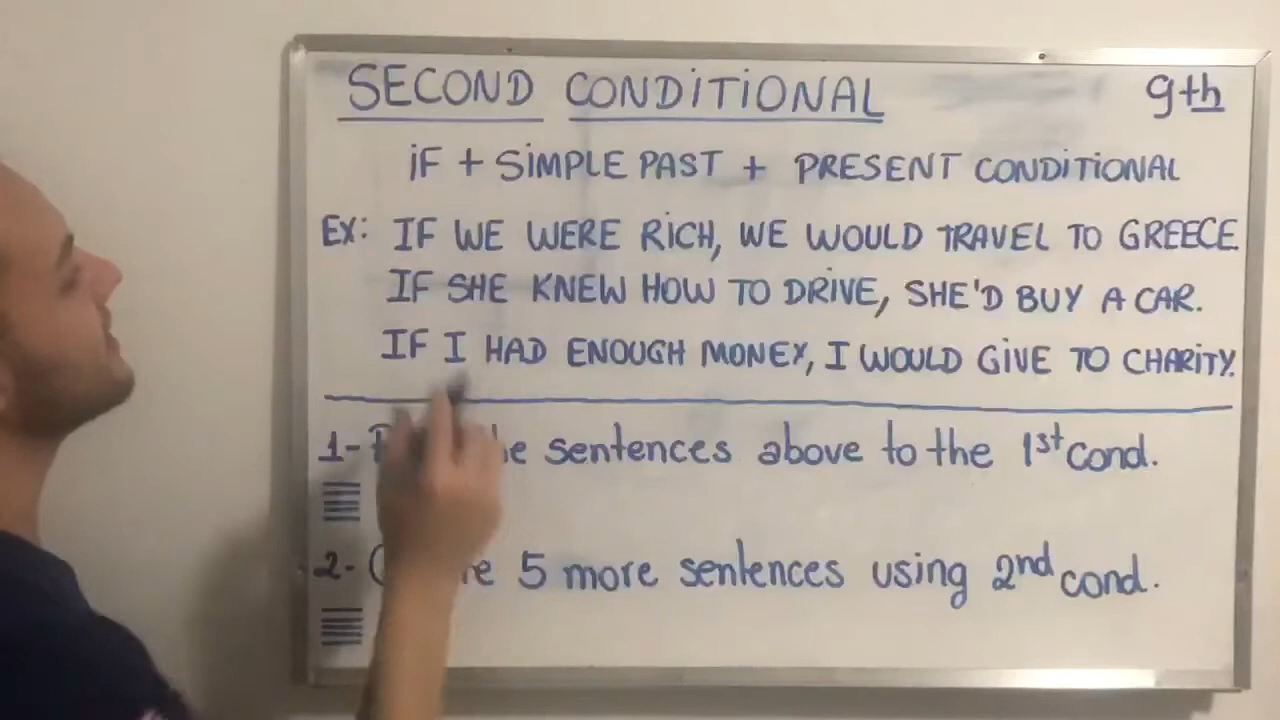 SECOND CONDITIONAL 9th
IF + SIMPLE PAST + PRESENT CONDITIONAL
EX: IF WE WERE RICH, WE WOULD TRAVEL TO GREECE.
IF SHE KNEW HOW TO DRIVE, SHE'D BUY A CAR.
IF I HAD ENOUGH MONEY, I WOULD GIVE TO CHARITY.
1- sentences above to the 1st cond.
2- 5 more sentences using 2nd cond.